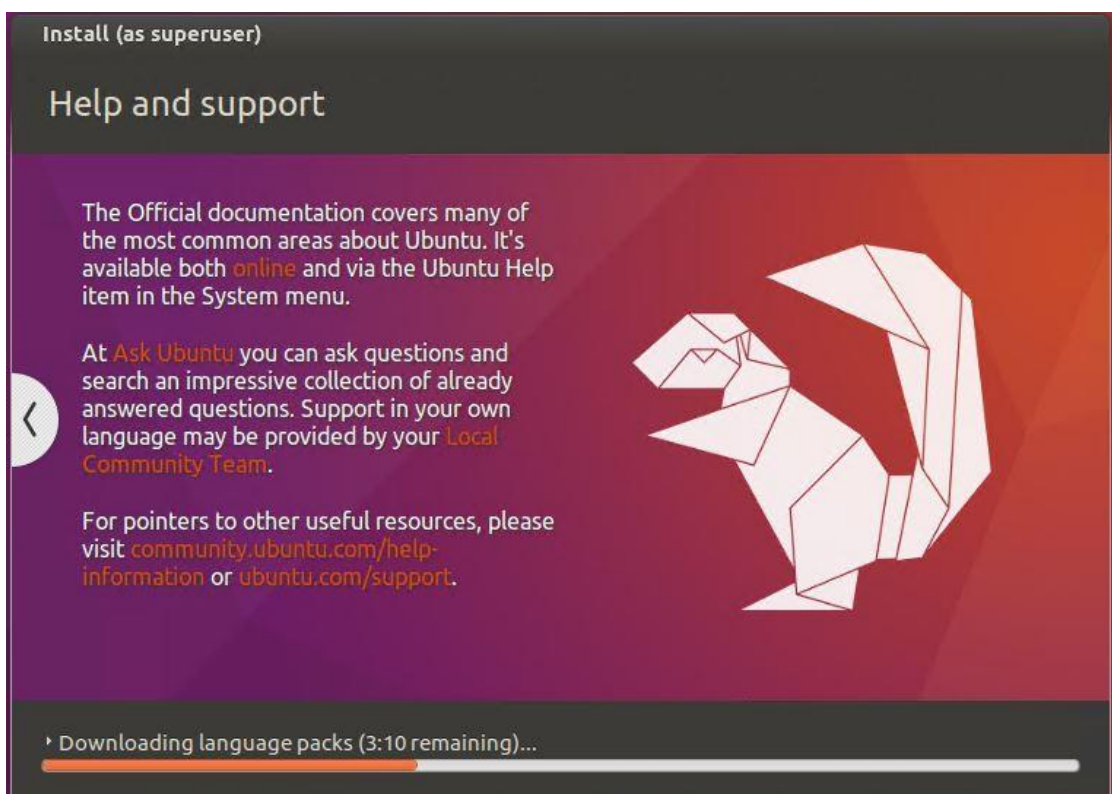 Install (as superuser)
Help and support
The Official documentation covers many of
the most common areas about Ubuntu. It's
available both online and via the Ubuntu Help
item in the System menu.
At Ask Ubuntu you can ask questions and
search an impressive collection of already
answered questions. Support in your own
language may be provided by your Local
Community Team.
For pointers to other useful resources, please
visit community.ubuntu.com/help-
information or ubuntu.com/support.
Downloading language packs (3:10 remaining)...